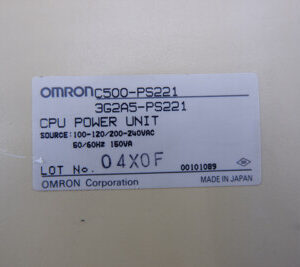 OMRON C500-PS221
3G2A5-PS221
CPU POWER UNIT
SOURCE:100-120/200-240VAC
50/60HZ 150VA
LOT No. 04X0F 00101089
OMRON Corporation MADE IN JAPAN